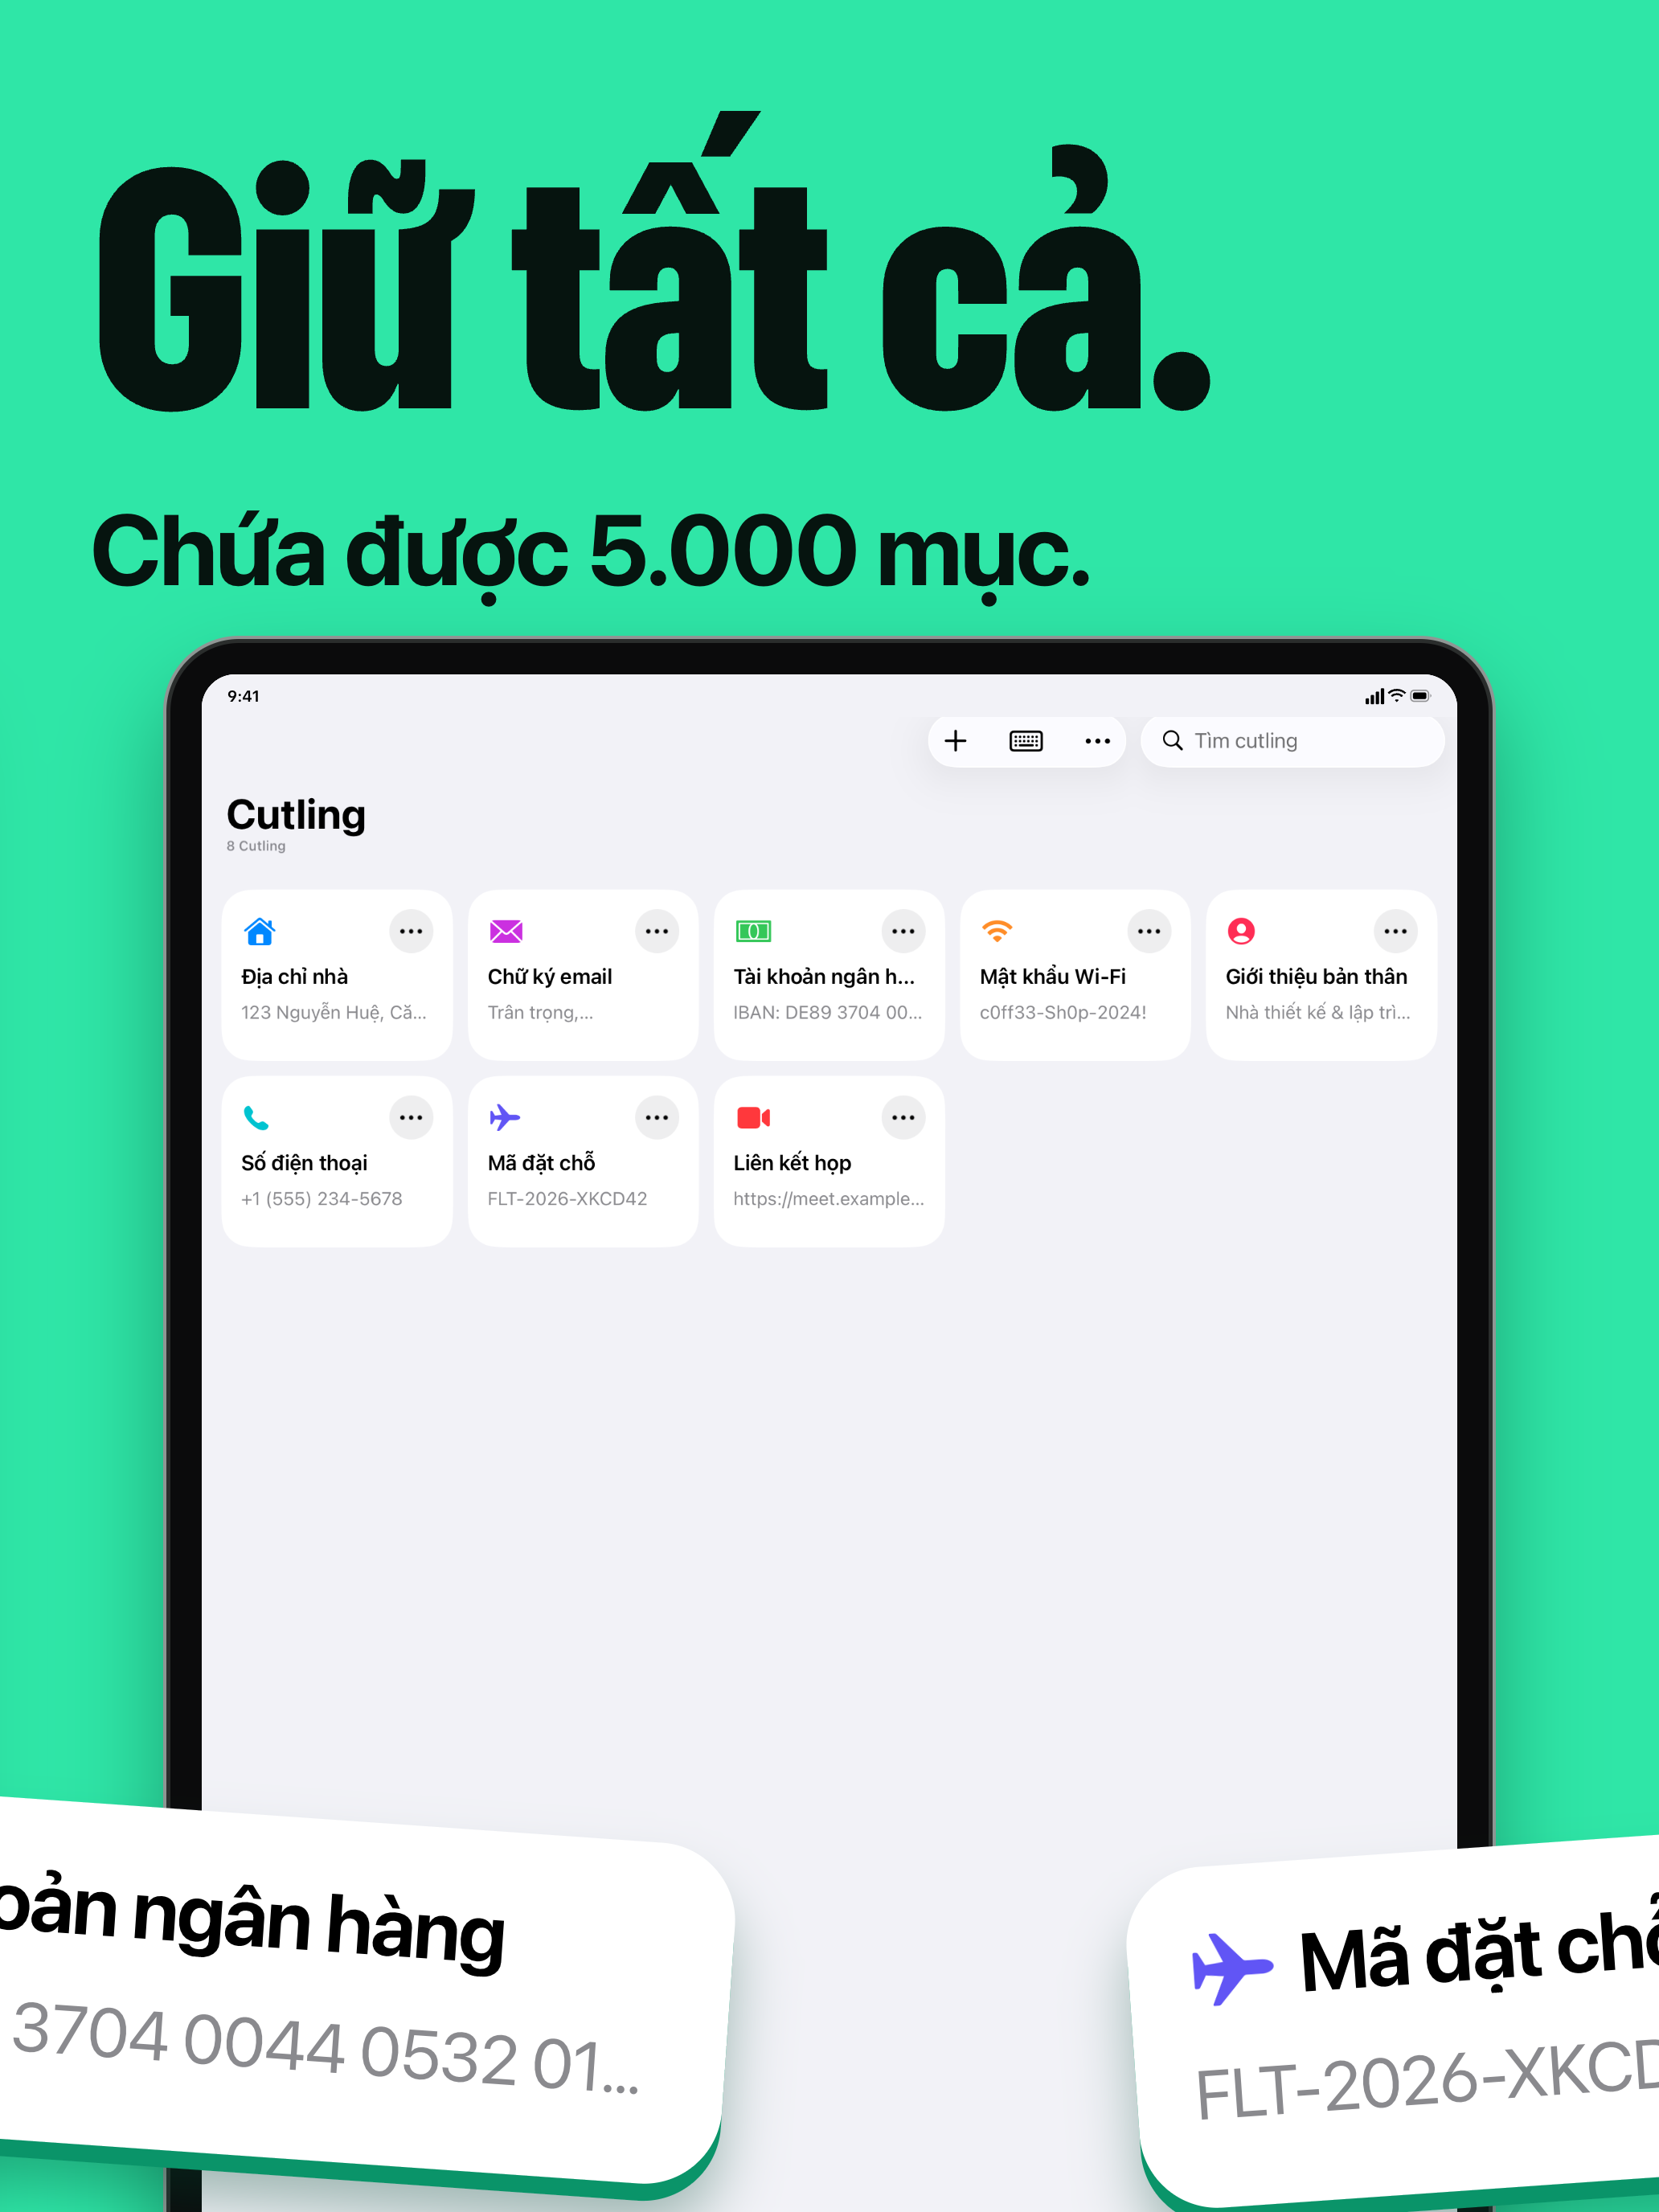 Giữ tất cả.
Chứa được 5.000 mục.
9:41
Tìm cutling
Cutling
8 Cutling
Địa chỉ nhà
123 Nguyễn Huệ, Că...
Chữ ký email
Trân trọng,...
Tài khoản ngân h...
IBAN: DE89 3704 00...
Mật khẩu Wi-Fi
c0ff33-Sh0p-2024!
Giới thiệu bản thân
Nhà thiết kế & lập trì...
Số điện thoại
+1 (555) 234-5678
Mã đặt chỗ
FLT-2026-XKCD42
Liên kết họp
https://meet.example...
oản ngân hàng
3704 0044 0532 01...
Mã đặt chỗ
FLT-2026-XKCD